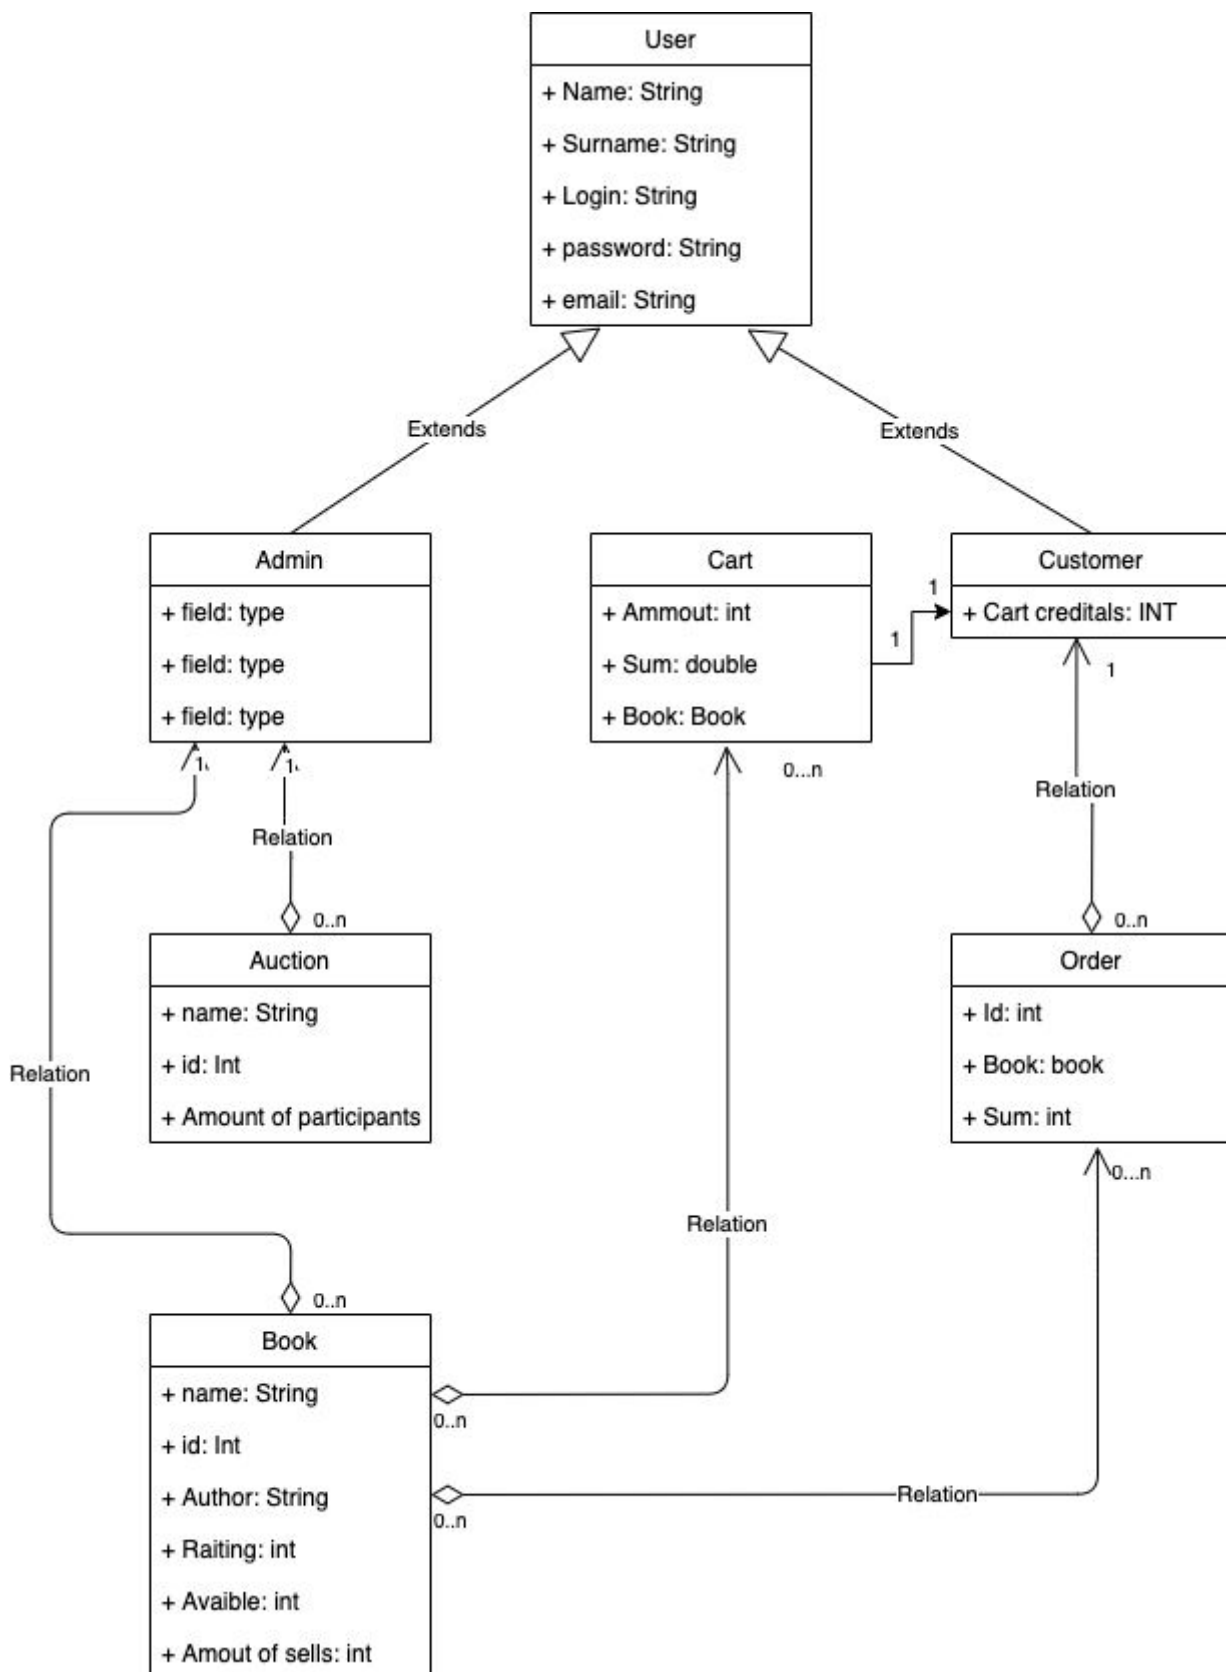 User
+ Name: String
+ Surname: String
+ Login: String
+ password: String
+ email: String
Extends
Extends
Admin
+ field: type
+ field: type
+ field: type
Cart
+ Ammout: int
+ Sum: double
+ Book: Book
Customer
+ Cart creditals: INT
1
1
1
1
1
0...n
Relation
Relation
0..n
0..n
Auction
+ name: String
+ id: Int
+ Amount of participants
Order
+ Id: int
+ Book: book
+ Sum: int
Relation
0...n
Relation
0..n
Book
+ name: String
+ id: Int
+ Author: String
+ Raiting: int
+ Avaible: int
+ Amout of sells: int
0..n
Relation
0..n